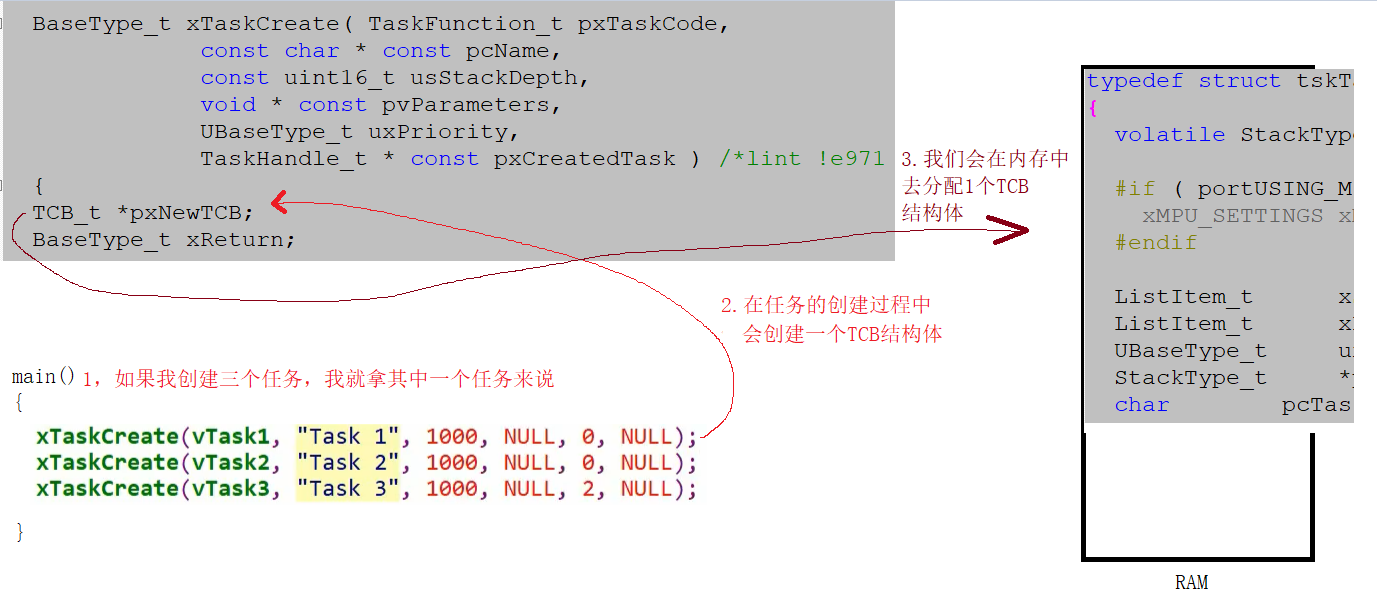 BaseType_t xTaskCreate( TaskFunction_t pxTaskCode,
const char * const pcName,
const uint16_t usStackDepth,
void * const pvParameters,
UBaseType_t uxPriority,
TaskHandle_t * const pxCreatedTask ) /*lint !e971
{
TCB_t *pxNewTCB;
BaseType_t xReturn;
3.我们会在内存中
去分配1个TCB
结构体
2.在任务的创建过程中
会创建一个TCB结构体
main() 1，如果我创建三个任务，我就拿其中一个任务来说
{
xTaskCreate(vTask1, "Task 1", 1000, NULL, 0, NULL);
xTaskCreate(vTask2, "Task 2", 1000, NULL, 0, NULL);
xTaskCreate(vTask3, "Task 3", 1000, NULL, 2, NULL);
}
typedef struct tskT
{
volatile StackType
#if ( portUSING_M
xMPU_SETTINGS x
#endif
ListItem_t x
ListItem_t x
UBaseType_t u
StackType_t *
char pcTas
RAM